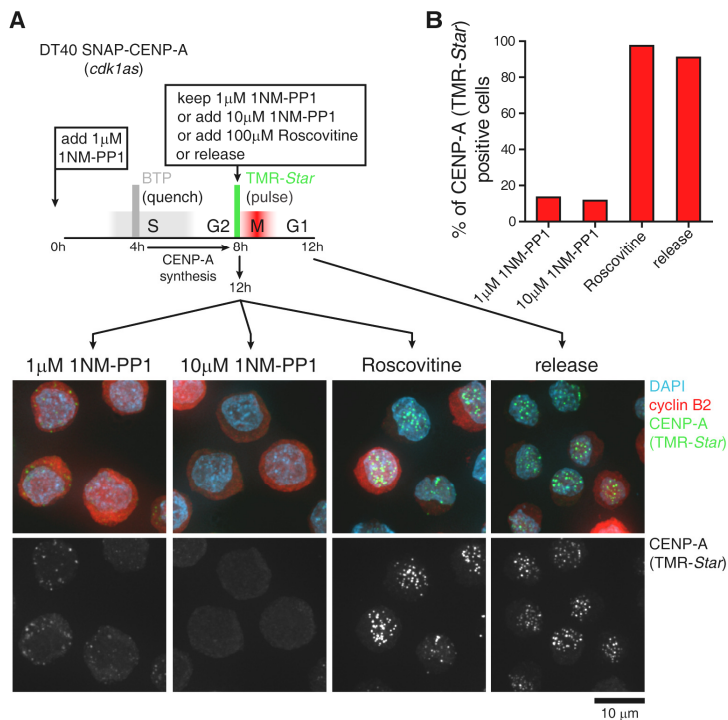 A
DT40 SNAP-CENP-A
(cdk1as)
add 1μM
1NM-PP1
keep 1μM 1NM-PP1
or add 10μM 1NM-PP1
or add 100μM Roscovitine
or release
BTP
(quench)
TMR-Star
(pulse)
S
G2
M
G1
0h
4h
8h
12h
CENP-A
synthesis
12h
B
% of CENP-A (TMR-Star)
positive cells
100
80
60
40
20
0
1μM 1NM-PP1
10μM 1NM-PP1
Roscovitine
release
1μM 1NM-PP1
10μM 1NM-PP1
Roscovitine
release
DAPI
cyclin B2
CENP-A
(TMR-Star)
CENP-A
(TMR-Star)
10 μm